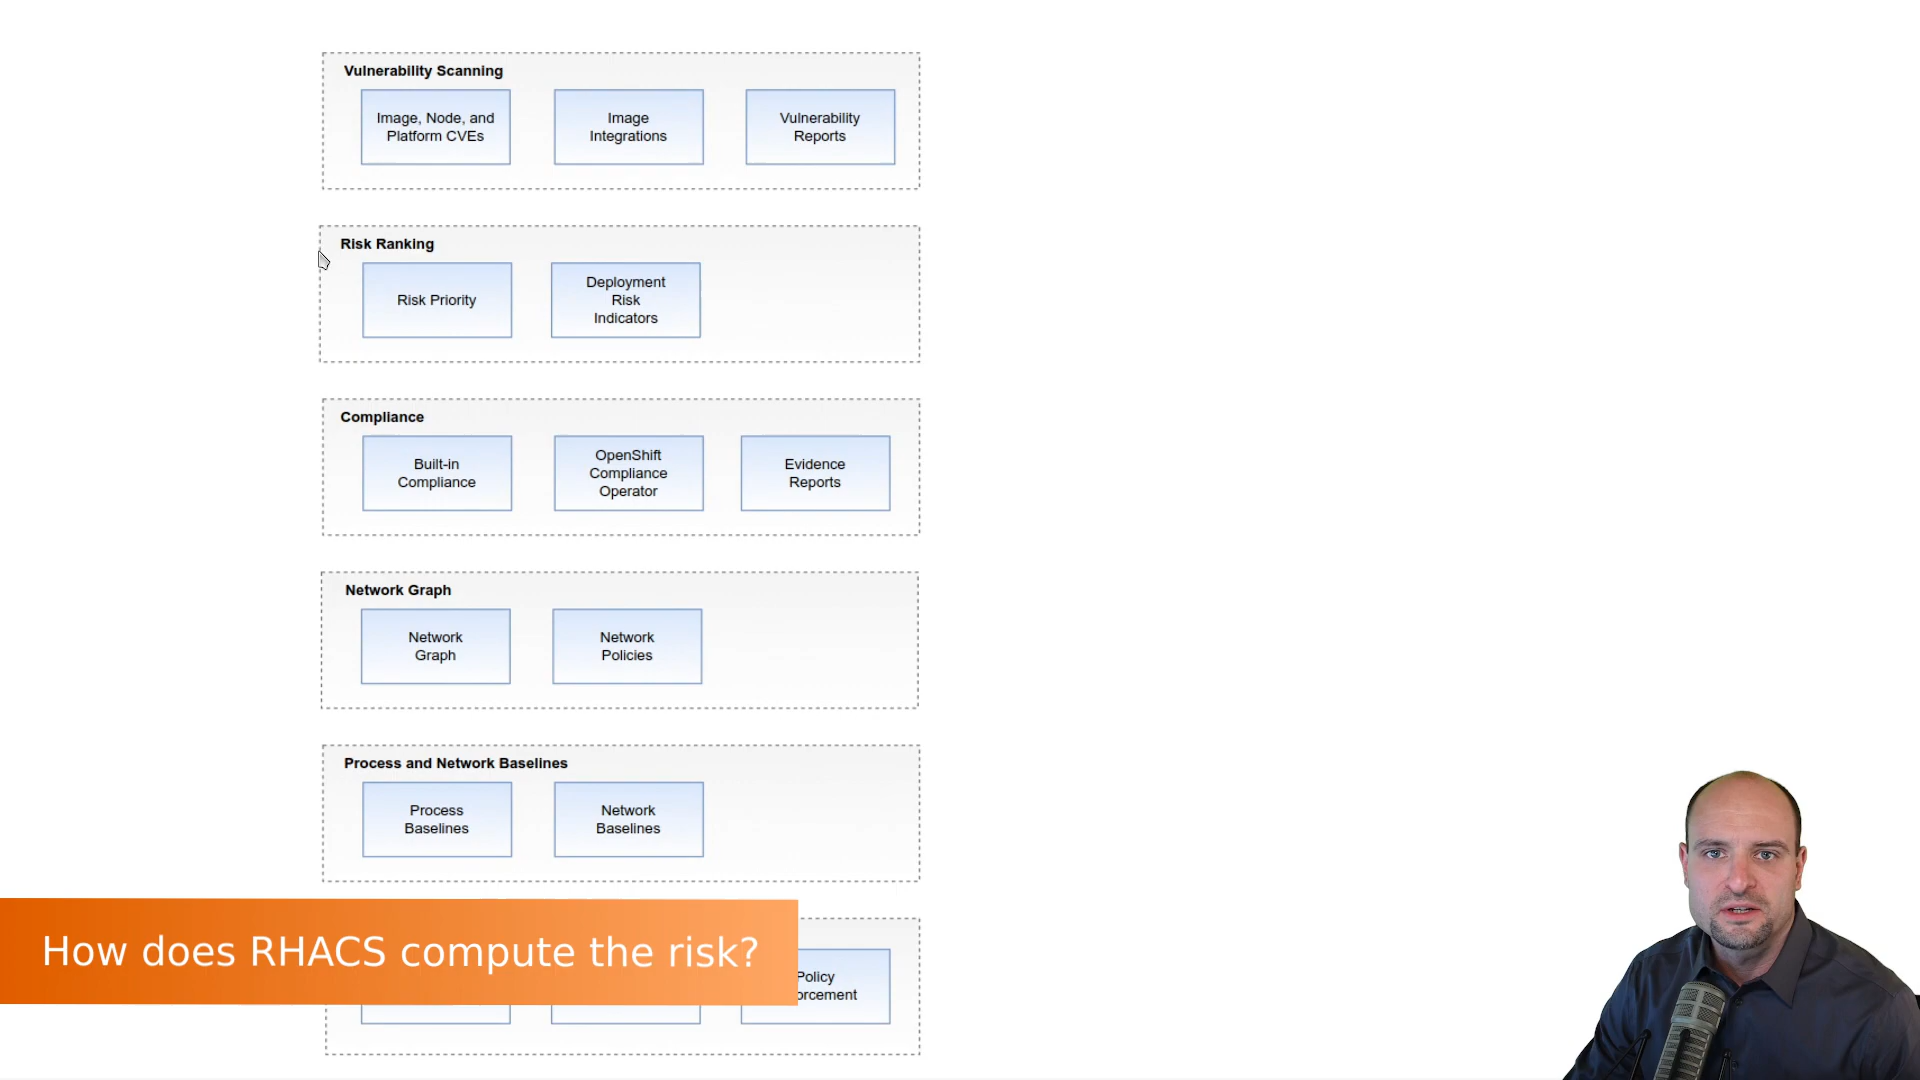 Vulnerability Scanning
Image, Node, and
Platform CVEs
Image
Integrations
Vulnerability
Reports
Risk Ranking
Risk Priority
Deployment
Risk
Indicators
Compliance
Built-in
Compliance
OpenShift
Compliance
Operator
Evidence
Reports
Network Graph
Network
Graph
Network
Policies
Process and Network Baselines
Process
Baselines
Network
Baselines
How does RHACS compute the risk?
Policy
orcement